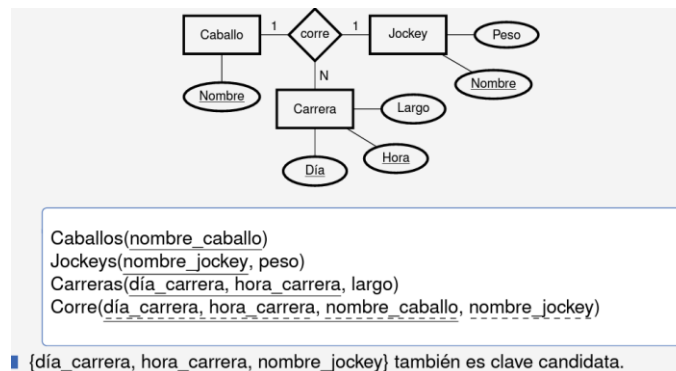 Caballo 1 corre 1 Jockey Peso
N
Nombre Nombre
Carrera Largo
Hora
Día
Caballos(nombre_caballo)
Jockeys(nombre_jockey, peso)
Carreras(día_carrera, hora_carrera, largo)
Corre(día_carrera, hora_carrera, nombre_caballo, nombre_jockey)
{día_carrera, hora_carrera, nombre_jockey} también es clave candidata.